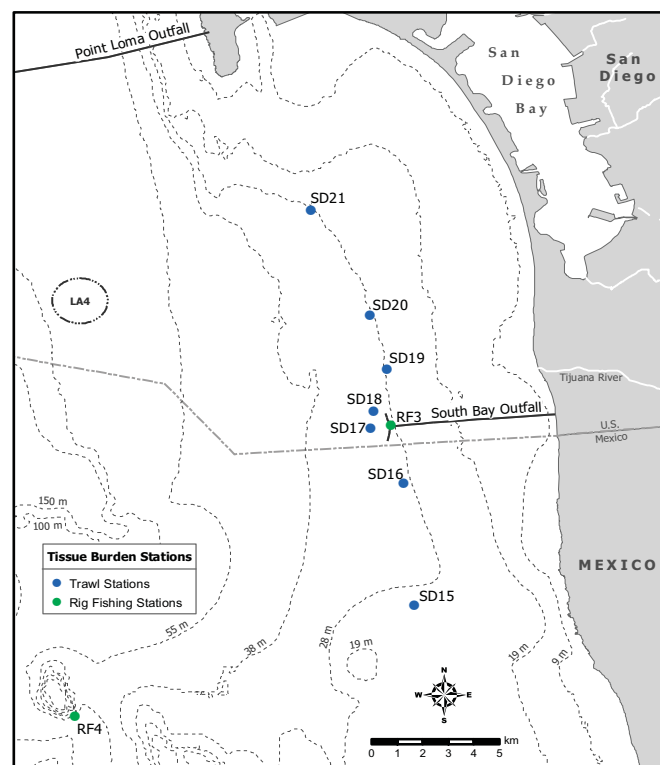 Point Loma Outfall
San
Diego
Bay
San
Diego
SD21
LA4
SD20
SD19
Tijuana River
SD18
RF3
South Bay Outfall
SD17
U.S.
Mexico
SD16
150 m
100 m
Tissue Burden Stations
Trawl Stations
Rig Fishing Stations
MEXICO
SD15
55 m
38 m
28 m
19 m
19 m
9 m
N
W
E
S
RF4
km
0 1 2 3 4 5